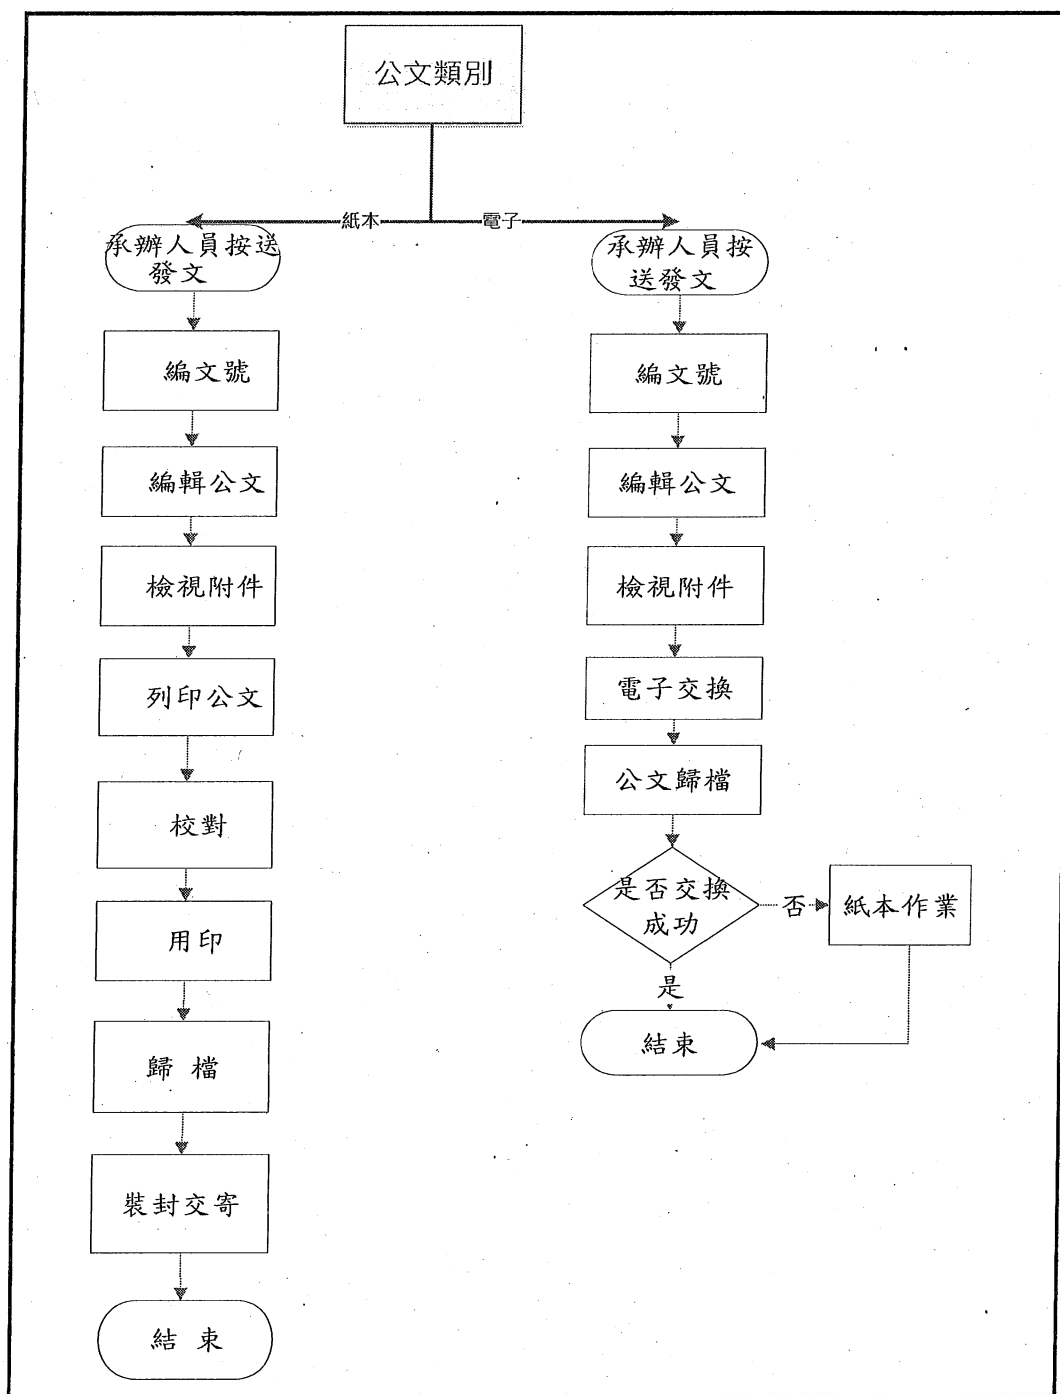 公文類別
紙本
電子
承辦人員按送
發文
編文號
編輯公文
檢視附件
列印公文
校對
用印
歸 檔
裝封交寄
結 束
承辦人員按
送發文
編文號
編輯公文
檢視附件
電子交換
公文歸檔
是否交換
成功
否
紙本作業
是
結束